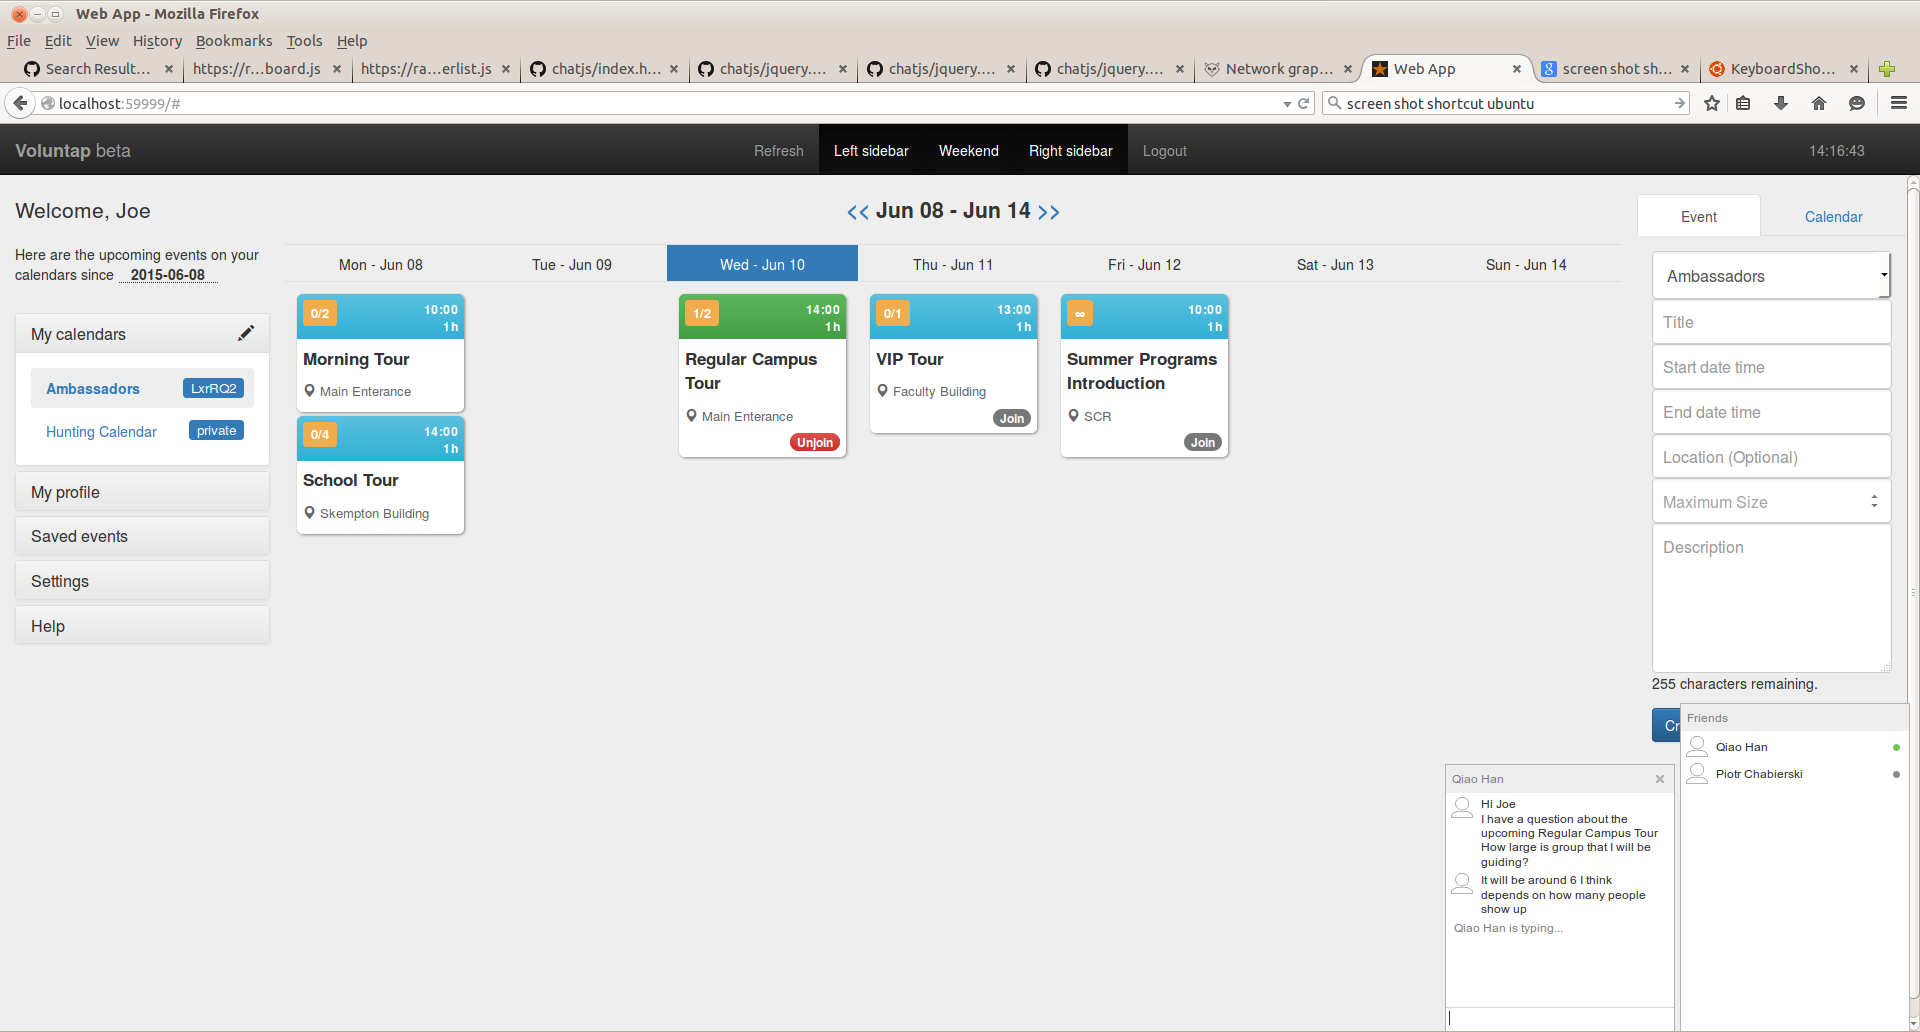 Web App - Mozilla Firefox
File Edit View History Bookmarks Tools Help
Search Result... https://r...board.js https://ra...erlist.js chatjs/index.h... chatjs/jquery.... chatjs/jquery.... chatjs/jquery.... Network grap... Web App screen shot sh... KeyboardSho...
localhost:59999/# screen shot shortcut ubuntu
Voluntap beta Refresh Left sidebar Weekend Right sidebar Logout 14:16:43
Welcome, Joe
Here are the upcoming events on your
calendars since 2015-06-08
My calendars
Ambassadors LxrRQ2
Hunting Calendar private
My profile
Saved events
Settings
Help
<< Jun 08 - Jun 14 >>
Mon - Jun 08 Tue - Jun 09 Wed - Jun 10 Thu - Jun 11 Fri - Jun 12 Sat - Jun 13 Sun - Jun 14
0/2 10:00
1h
Morning Tour
Main Enterance
0/4 14:00
1h
School Tour
Skempton Building
1/2 14:00
1h
Regular Campus
Tour
Main Enterance
Unjoin
0/1 13:00
1h
VIP Tour
Faculty Building
Join
∞ 10:00
1h
Summer Programs
Introduction
SCR
Join
Event Calendar
Ambassadors
Title
Start date time
End date time
Location (Optional)
Maximum Size
Description
255 characters remaining.
Cr
Friends
Qiao Han
Piotr Chabierski
Qiao Han
Hi Joe
I have a question about the
upcoming Regular Campus Tour
How large is group that I will be
guiding?
It will be around 6 I think
depends on how many people
show up
Qiao Han is typing...